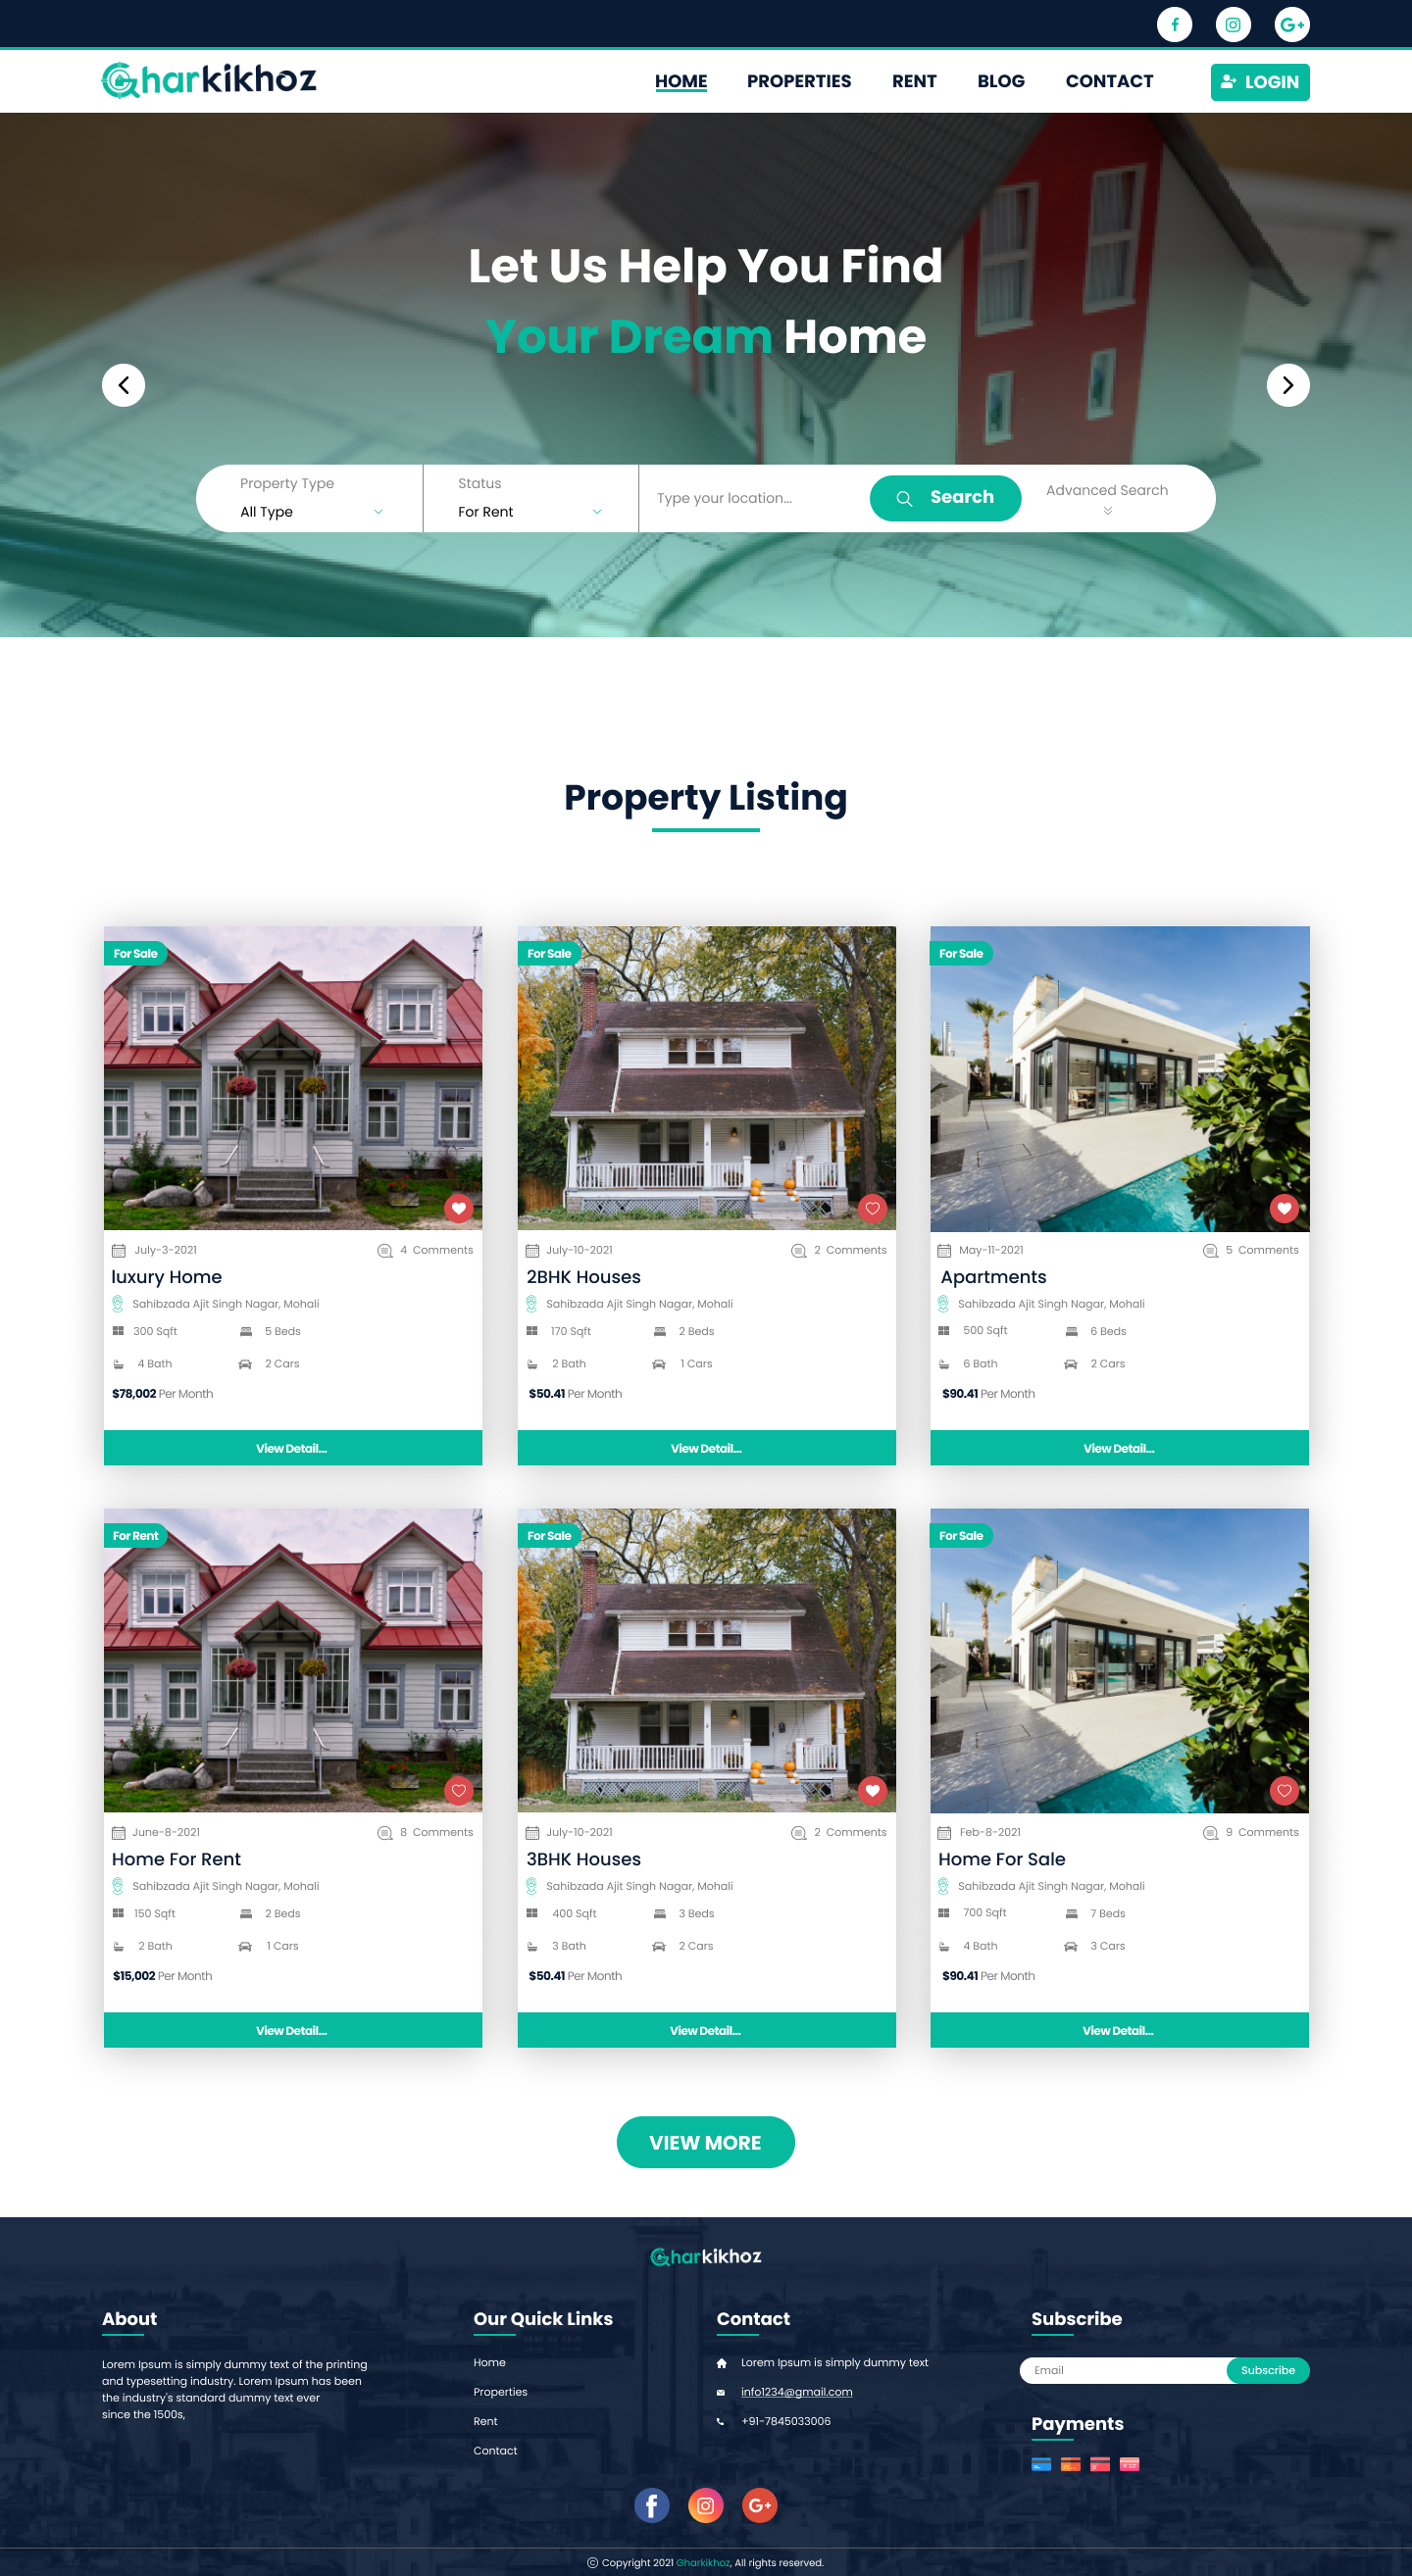 Gharkikhoz
HOME PROPERTIES RENT BLOG CONTACT LOGIN
Let Us Help You Find
Your Dream Home
Property Type
All Type
Status
For Rent
Type your location...
Search
Advanced Search
Property Listing
For Sale
July-3-2021 4 Comments
luxury Home
Sahibzada Ajit Singh Nagar, Mohali
300 Sqft 5 Beds
4 Bath 2 Cars
$78,002 Per Month
View Detail...
For Sale
July-10-2021 2 Comments
2BHK Houses
Sahibzada Ajit Singh Nagar, Mohali
170 Sqft 2 Beds
2 Bath 1 Cars
$50.41 Per Month
View Detail...
For Sale
May-11-2021 5 Comments
Apartments
Sahibzada Ajit Singh Nagar, Mohali
500 Sqft 6 Beds
6 Bath 2 Cars
$90.41 Per Month
View Detail...
For Rent
June-8-2021 8 Comments
Home For Rent
Sahibzada Ajit Singh Nagar, Mohali
150 Sqft 2 Beds
2 Bath 1 Cars
$15,002 Per Month
View Detail...
For Sale
July-10-2021 2 Comments
3BHK Houses
Sahibzada Ajit Singh Nagar, Mohali
400 Sqft 3 Beds
3 Bath 2 Cars
$50.41 Per Month
View Detail...
For Sale
Feb-8-2021 9 Comments
Home For Sale
Sahibzada Ajit Singh Nagar, Mohali
700 Sqft 7 Beds
4 Bath 3 Cars
$90.41 Per Month
View Detail...
VIEW MORE
Gharkikhoz
About
Lorem Ipsum is simply dummy text of the printing
and typesetting industry. Lorem Ipsum has been
the industry's standard dummy text ever
since the 1500s,
Our Quick Links
Home
Properties
Rent
Contact
Contact
Lorem Ipsum is simply dummy text
info1234@gmail.com
+91-7845033006
Subscribe
Email Subscribe
Payments
© Copyright 2021 Gharkikhoz, All rights reserved.